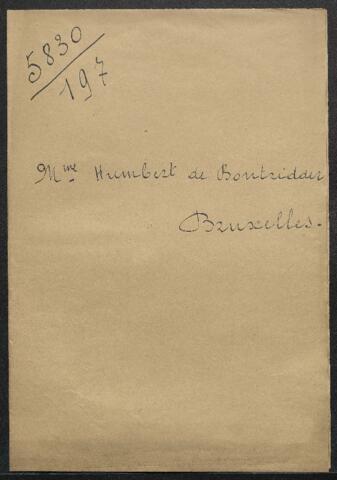 5830
197
Mme Humbert de Bontridder
Bruxelles.